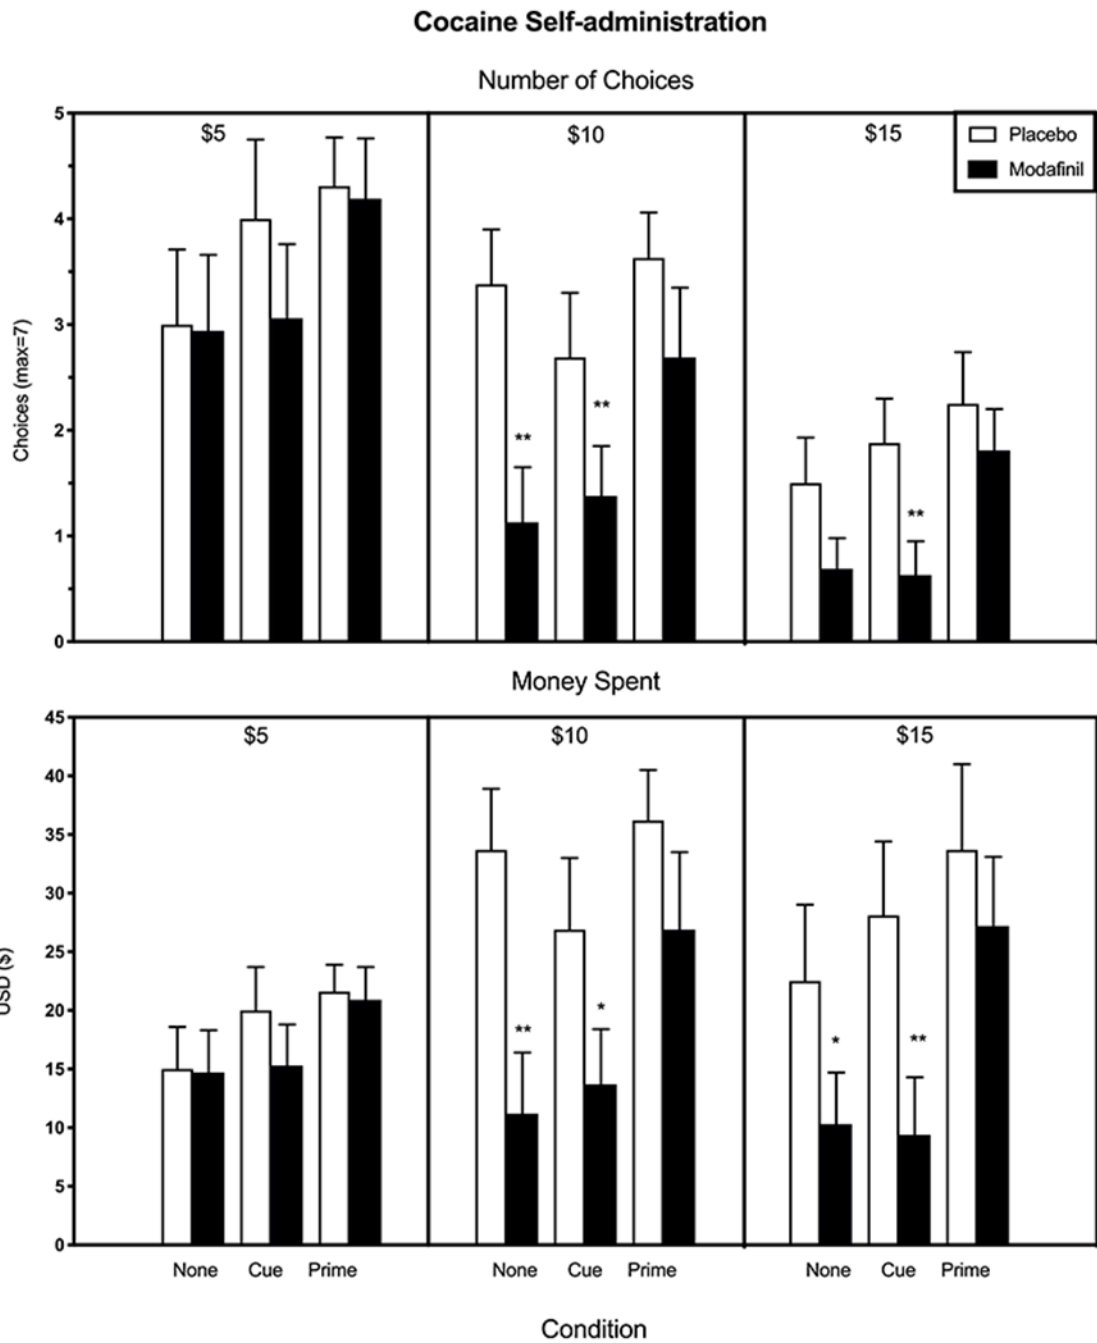 Cocaine Self-administration
Number of Choices
$5 $10 $15
Placebo
Modafinil
Choices (max=7)
5
4
3
2
1
0
** ** **
Money Spent
$5 $10 $15
USD ($)
45
40
35
30
25
20
15
10
5
0
** * * **
None Cue Prime None Cue Prime None Cue Prime
Condition